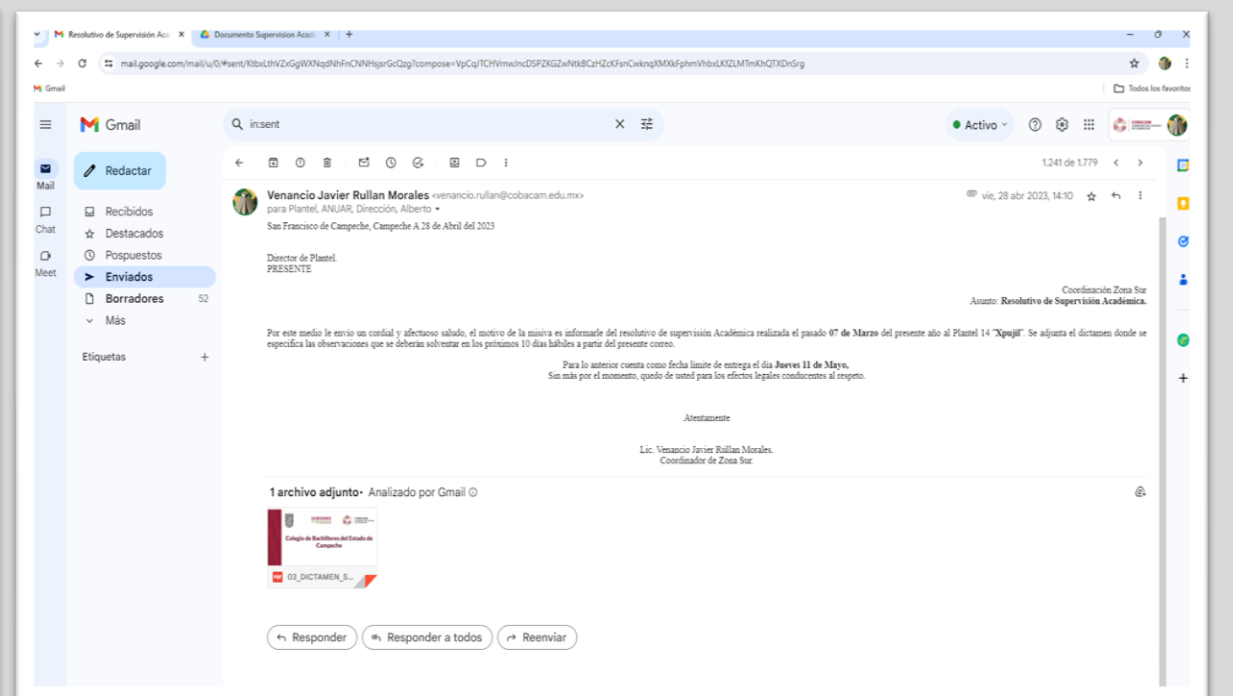 Resolutivo de Supervisión Aca
Documento Supervision Acad
mail.google.com/mail/u/0/#sent/
Gmail
Todos los favoritos
Gmail
in:sent
Activo
Redactar
1.241 de 1.779
Mail
Chat
Meet
Recibidos
Destacados
Pospuestos
Enviados
Borradores 52
Más
Etiquetas
Venancio Javier Rullan Morales <venancio.rullan@cobacam.edu.mx>
vie, 28 abr 2023, 14:10
para Plantel, ANUAR, Dirección, Alberto
San Francisco de Campeche, Campeche A 28 de Abril del 2023
Director de Plantel.
PRESENTE
Coordinación Zona Sur
Asunto: Resolutivo de Supervisión Académica.
Por este medio le envío un cordial y afectuoso saludo, el motivo de la misiva es informarle del resolutivo de supervisión Académica realizada el pasado 07 de Marzo del presente año al Plantel 14 "Xpujil". Se adjunta el dictamen donde se
especifica las observaciones que se deberán solventar en los próximos 10 días hábiles a partir del presente correo.
Para lo anterior cuenta como fecha límite de entrega el día Jueves 11 de Mayo,
Sin más por el momento, quedo de usted para los efectos legales conducentes al respeto.
Atentamente
Lic. Venancio Javier Rullan Morales.
Coordinador de Zona Sur.
1 archivo adjunto• Analizado por Gmail
Colegio de Bachilleres del Estado de
Campeche
PDF 03_DICTAMEN_S...
Responder
Responder a todos
Reenviar